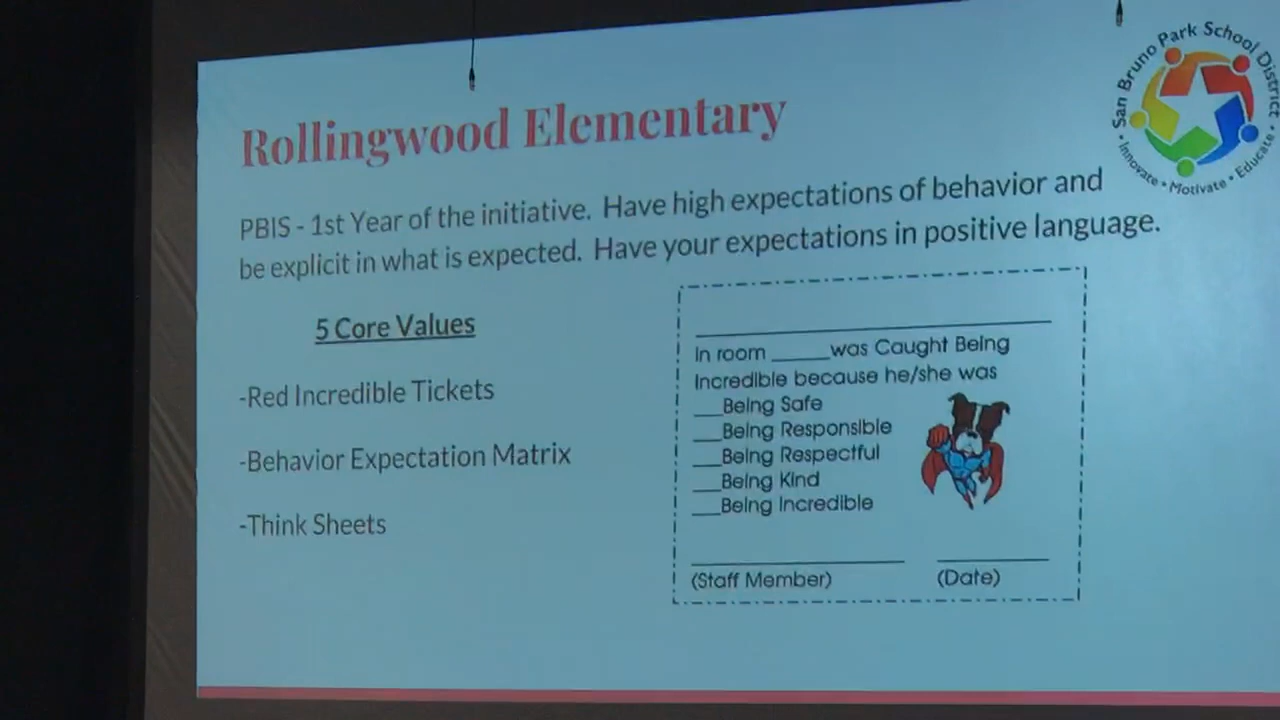 Rollingwood Elementary
San Bruno Park School District
• Innovate • Motivate • Educate •
PBIS - 1st Year of the initiative. Have high expectations of behavior and
be explicit in what is expected. Have your expectations in positive language.
5 Core Values
-Red Incredible Tickets
-Behavior Expectation Matrix
-Think Sheets
In room _____was Caught Being
Incredible because he/she was
___Being Safe
___Being Responsible
___Being Respectful
___Being Kind
___Being Incredible
(Staff Member) (Date)